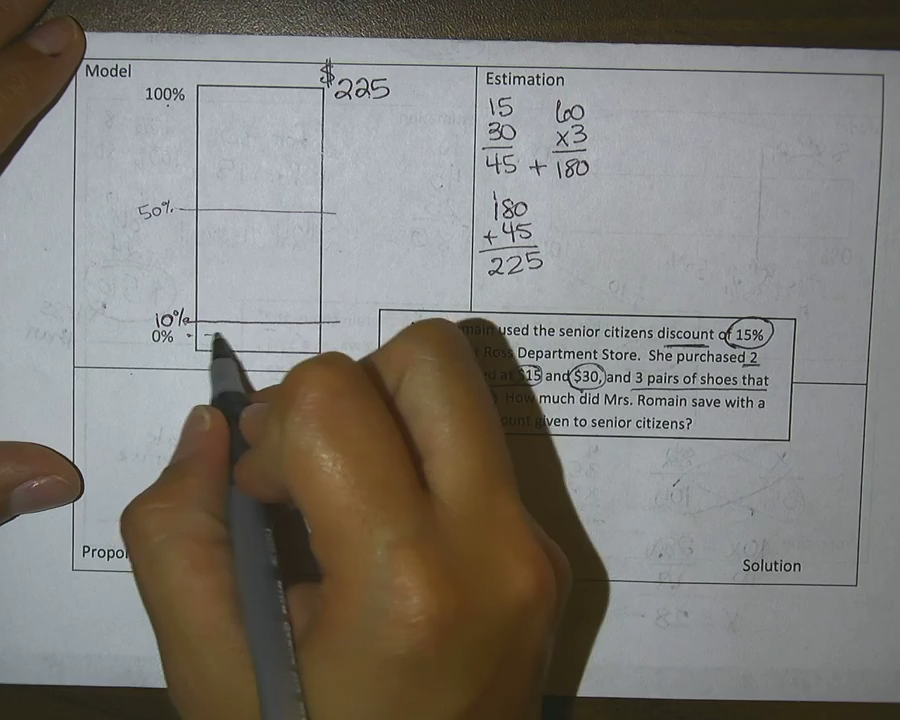 Model
$225
100%
50%
10%
0%
Estimation
15
30
45 +
60
x3
180
180
+45
225
used the senior citizens discount of 15%
Ross Department Store. She purchased 2
at $15 and $30, and 3 pairs of shoes that
How much did Mrs. Romain save with a
given to senior citizens?
Solution